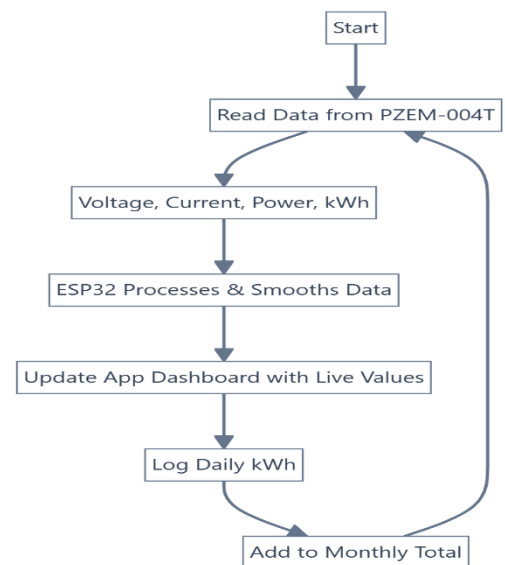 Start
Read Data from PZEM-004T
Voltage, Current, Power, kWh
ESP32 Processes & Smooths Data
Update App Dashboard with Live Values
Log Daily kWh
Add to Monthly Total